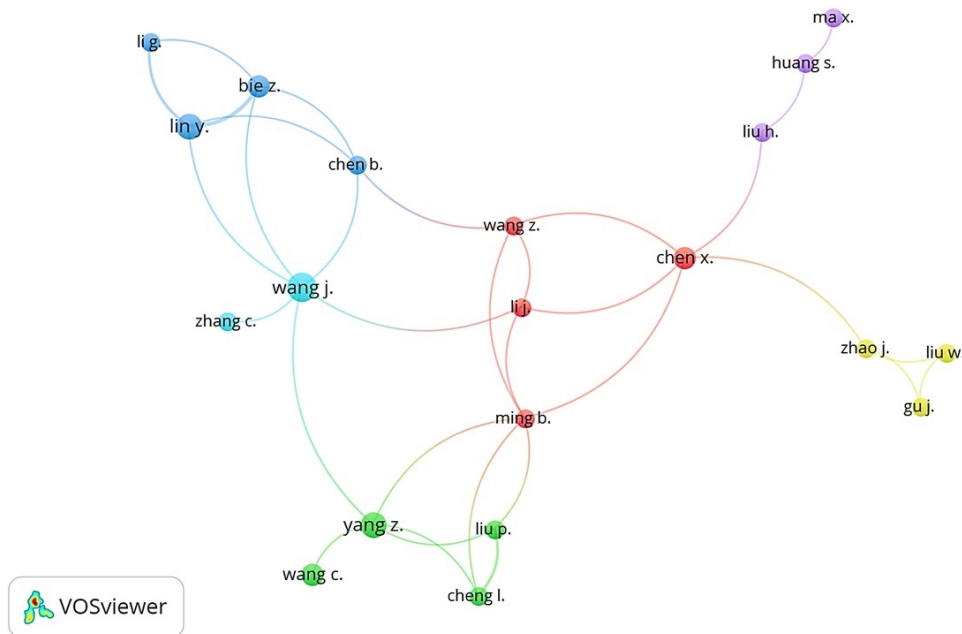 ma x.
li g.
huang s.
bie z.
lin y.
liu h.
chen b.
wang z.
chen x.
wang j.
li j.
zhang c.
zhao j.
liu w.
gu j.
ming b.
yang z.
liu p.
wang c.
cheng l.
VOSviewer